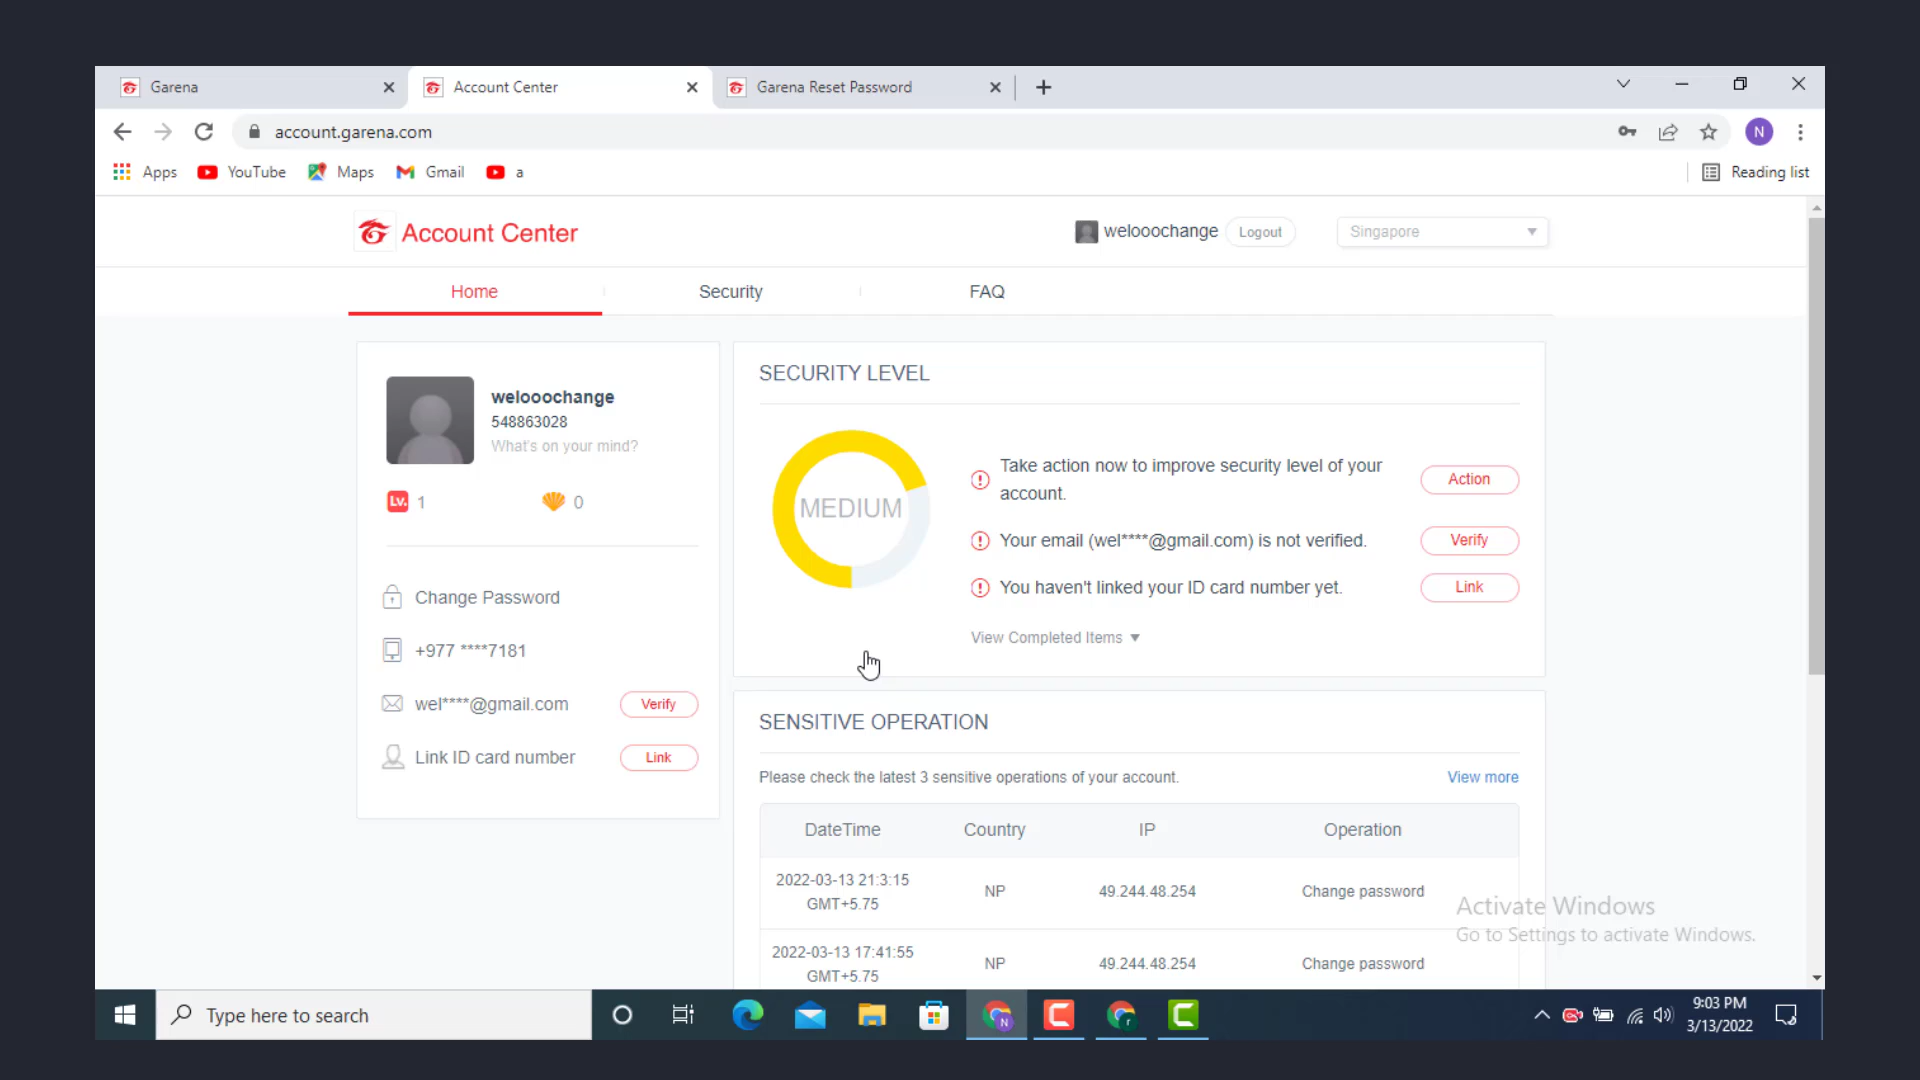 Garena
Account Center
Garena Reset Password
account.garena.com
N
Apps
YouTube
Maps
Gmail
a
Reading list
Account Center
welooochange
Logout
Singapore
Home
Security
FAQ
welooochange
548863028
What's on your mind?
Lv. 1
0
Change Password
+977 ****7181
wel****@gmail.com
Verify
Link ID card number
Link
SECURITY LEVEL
MEDIUM
Take action now to improve security level of your
account.
Action
Your email (wel****@gmail.com) is not verified.
Verify
You haven't linked your ID card number yet.
Link
View Completed Items
SENSITIVE OPERATION
Please check the latest 3 sensitive operations of your account.
View more
DateTime Country IP Operation
2022-03-13 21:3:15
GMT+5.75
NP
49.244.48.254
Change password
2022-03-13 17:41:55
GMT+5.75
NP
49.244.48.254
Change password
Activate Windows
Go to Settings to activate Windows.
Type here to search
N
r
9:03 PM
3/13/2022